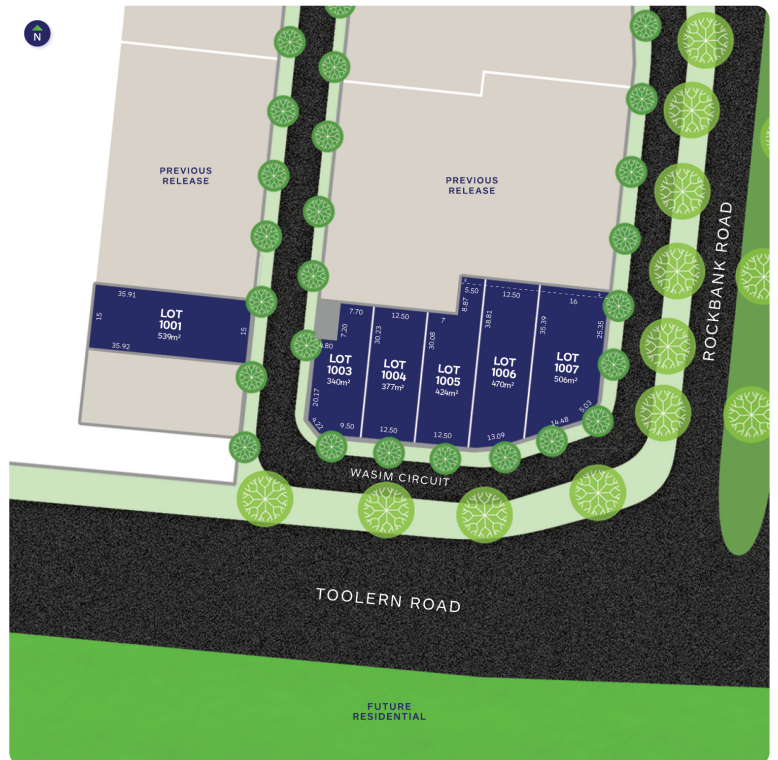 N
PREVIOUS
RELEASE
PREVIOUS
RELEASE
ROCKBANK ROAD
35.91
15
LOT
1001
539m²
15
35.92
7.70
7.20
4.80
LOT
1003
340m²
20.17
4.22
9.50
12.50
30.23
LOT
1004
377m²
12.50
7
30.08
LOT
1005
424m²
12.50
5.50
8.87
38.81
12.50
LOT
1006
470m²
13.09
35.39
16
25.35
LOT
1007
506m²
14.48
5.03
WASIM CIRCUIT
TOOLERN ROAD
FUTURE
RESIDENTIAL